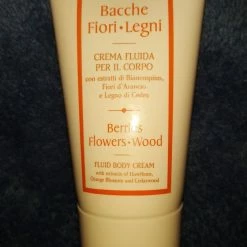 Bacche
Fiori • Legni
CREMA FLUIDA
PER IL CORPO
con estratti di Biancospino,
Fiori d'Arancio
e Legno di Cedro
Berries
Flowers • Wood
FLUID BODY CREAM
with extracts of Hawthorn,
Orange Blossom and Cedarwood